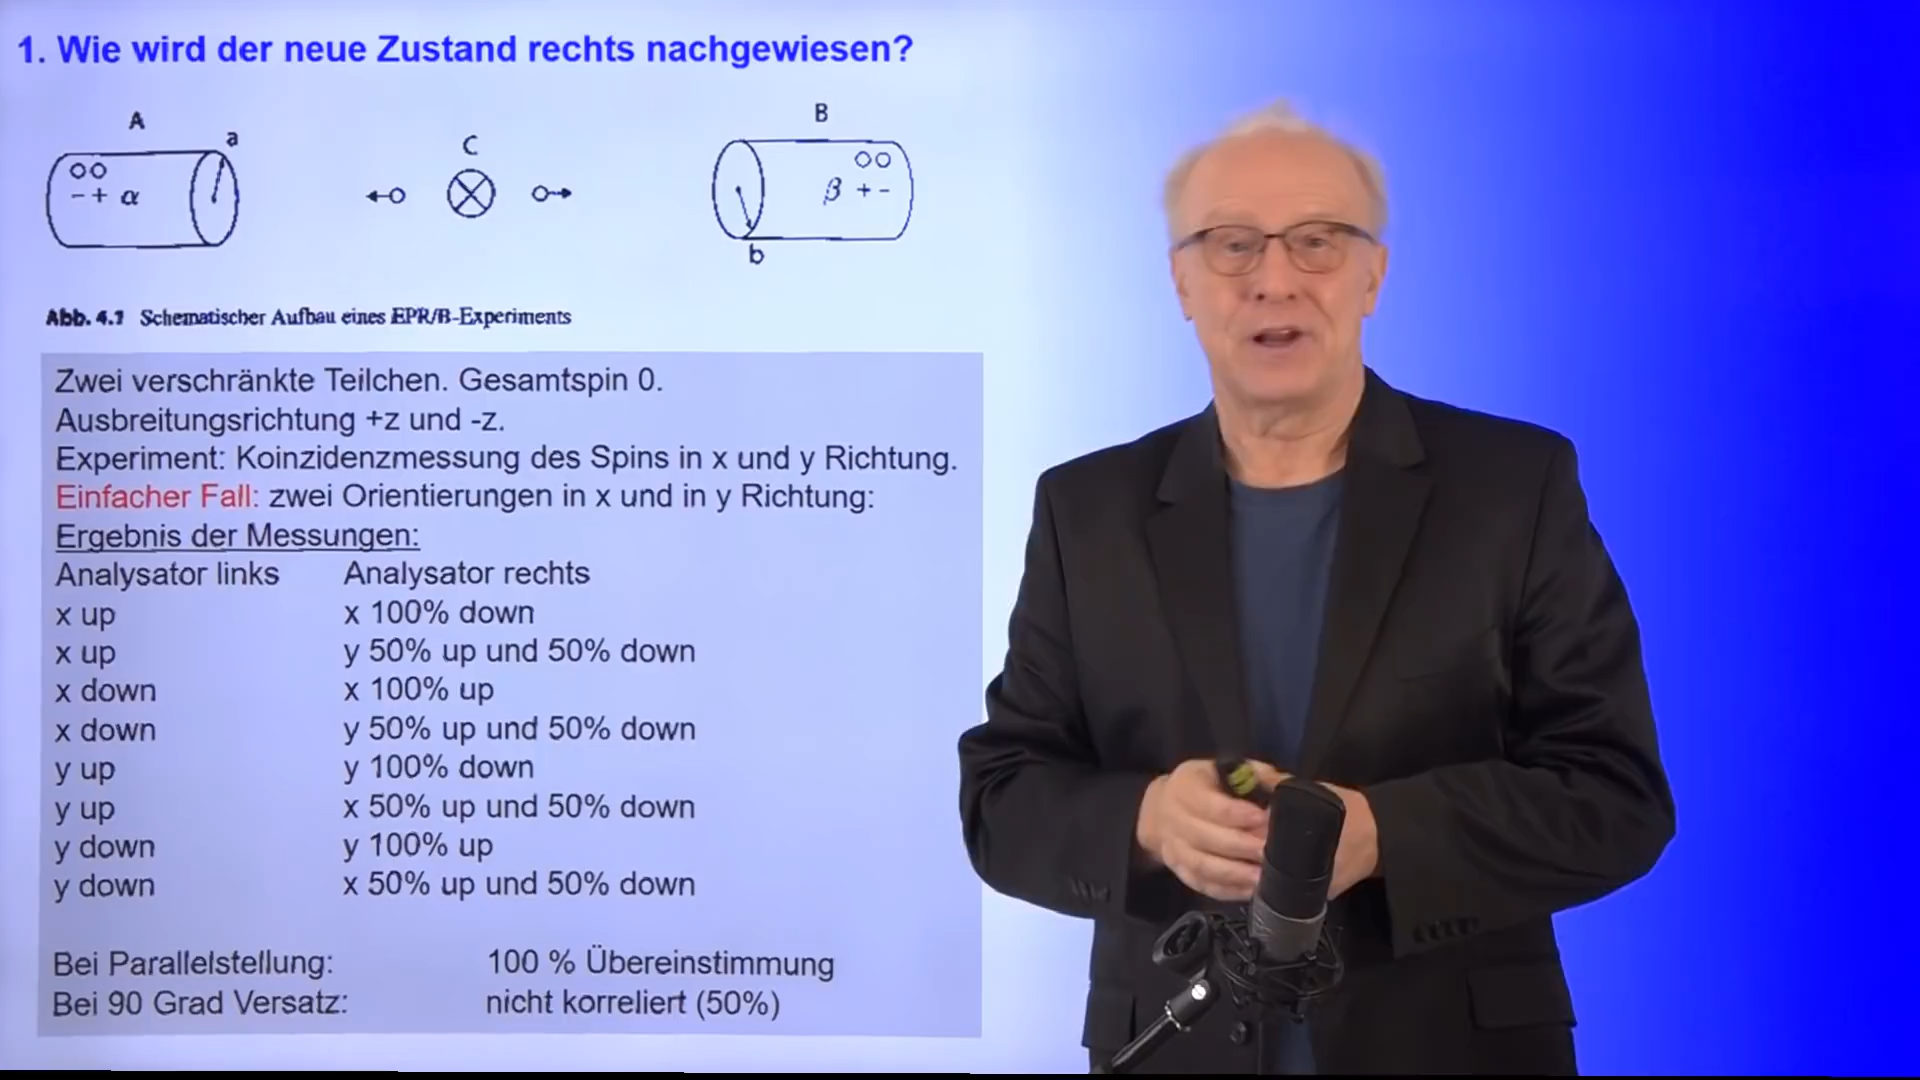 1. Wie wird der neue Zustand rechts nachgewiesen?
A
a
- + α
C
B
β + -
b
Abb. 4.1 Schematischer Aufbau eines EPR/B-Experiments
Zwei verschränkte Teilchen. Gesamtspin 0.
Ausbreitungsrichtung +z und -z.
Experiment: Koinzidenzmessung des Spins in x und y Richtung.
Einfacher Fall: zwei Orientierungen in x und in y Richtung:
Ergebnis der Messungen:
Analysator links Analysator rechts
x up x 100% down
x up y 50% up und 50% down
x down x 100% up
x down y 50% up und 50% down
y up y 100% down
y up x 50% up und 50% down
y down y 100% up
y down x 50% up und 50% down
Bei Parallelstellung: 100 % Übereinstimmung
Bei 90 Grad Versatz: nicht korreliert (50%)